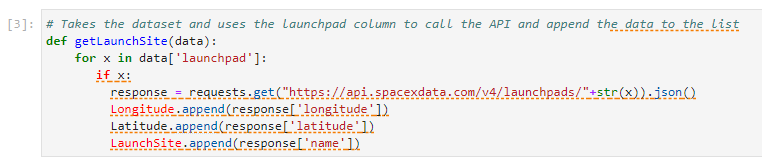 [3]: # Takes the dataset and uses the launchpad column to call the API and append the data to the list
def getLaunchSite(data):
    for x in data['launchpad']:
       if x:
         response = requests.get("https://api.spacexdata.com/v4/launchpads/"+str(x)).json()
         Longitude.append(response['longitude'])
         Latitude.append(response['latitude'])
         LaunchSite.append(response['name'])